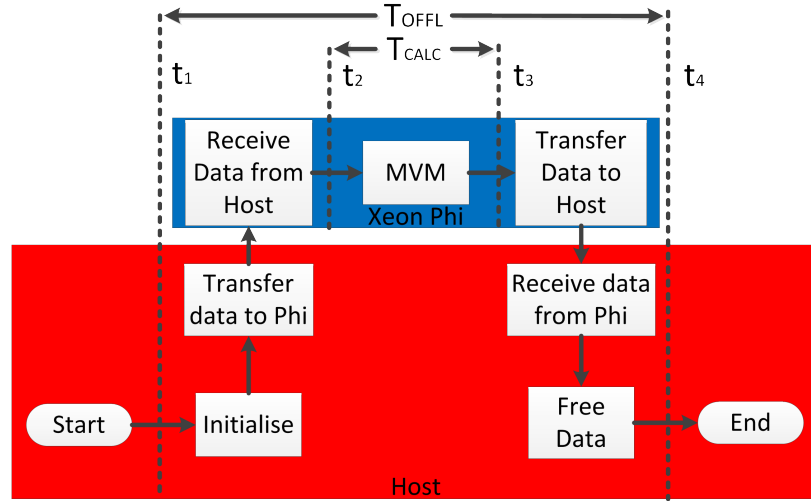 TOFFL
TCALC
t1
t2
t3
t4
Receive
Data from
Host
MVM
Transfer
Data to
Host
Xeon Phi
Transfer
data to Phi
Receive data
from Phi
Start
Initialise
Free
Data
End
Host